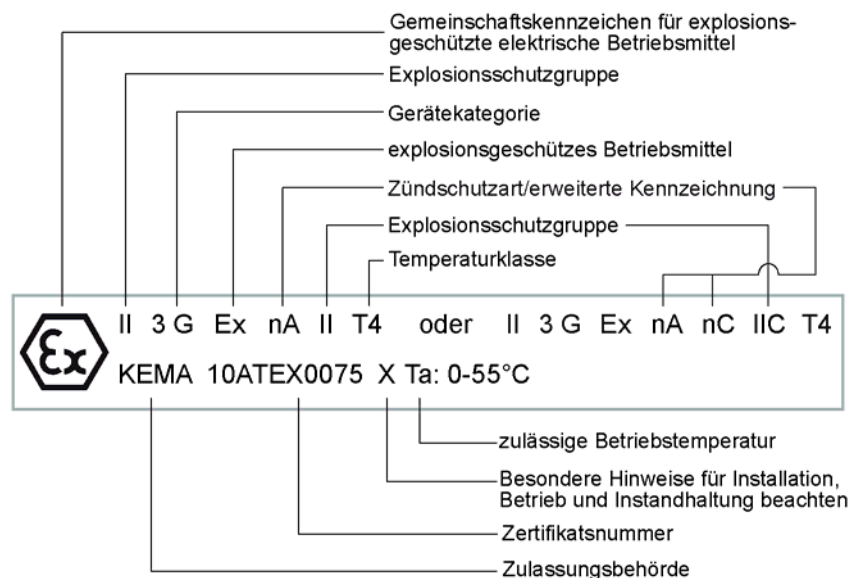 Gemeinschaftskennzeichen für explosions-
geschützte elektrische Betriebsmittel
Explosionsschutzgruppe
Gerätekategorie
explosionsgeschützes Betriebsmittel
Zündschutzart/erweiterte Kennzeichnung
Explosionsschutzgruppe
Temperaturklasse
Ex II 3 G Ex nA II T4 oder II 3 G Ex nA nC IIC T4
KEMA 10ATEX0075 X Ta: 0-55°C
zulässige Betriebstemperatur
Besondere Hinweise für Installation,
Betrieb und Instandhaltung beachten
Zertifikatsnummer
Zulassungsbehörde